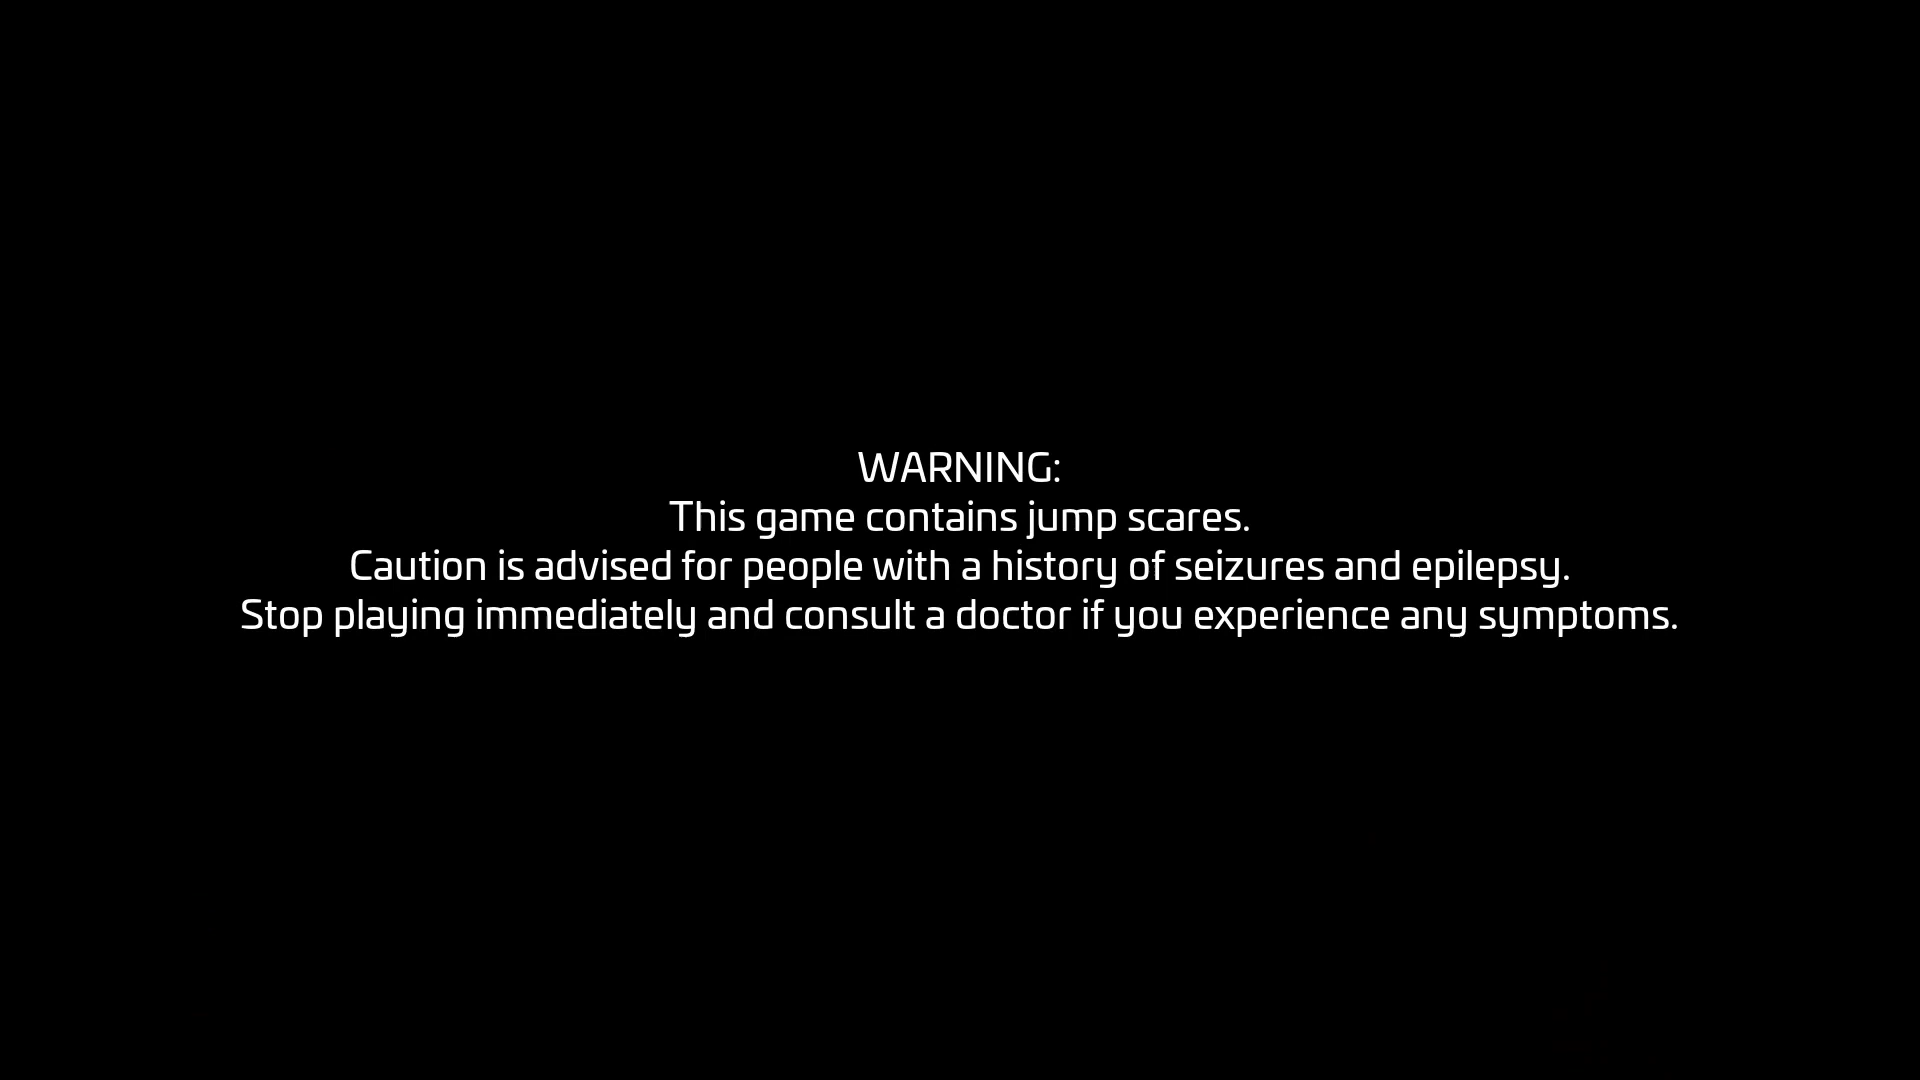 WARNING:
This game contains jump scares.
Caution is advised for people with a history of seizures and epilepsy.
Stop playing immediately and consult a doctor if you experience any symptoms.